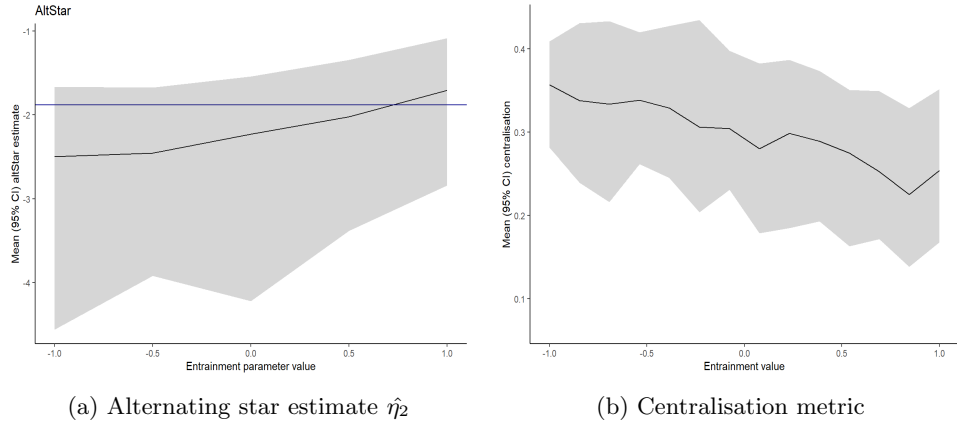 AltStar
-1
-2
-3
-4
Mean (95% CI) altStar estimate
-1.0
-0.5
0.0
0.5
1.0
Entrainment parameter value
(a) Alternating star estimate η̂₂
0.4
0.3
0.2
0.1
Mean (95% CI) centralisation
-1.0
-0.5
0.0
0.5
1.0
Entrainment value
(b) Centralisation metric